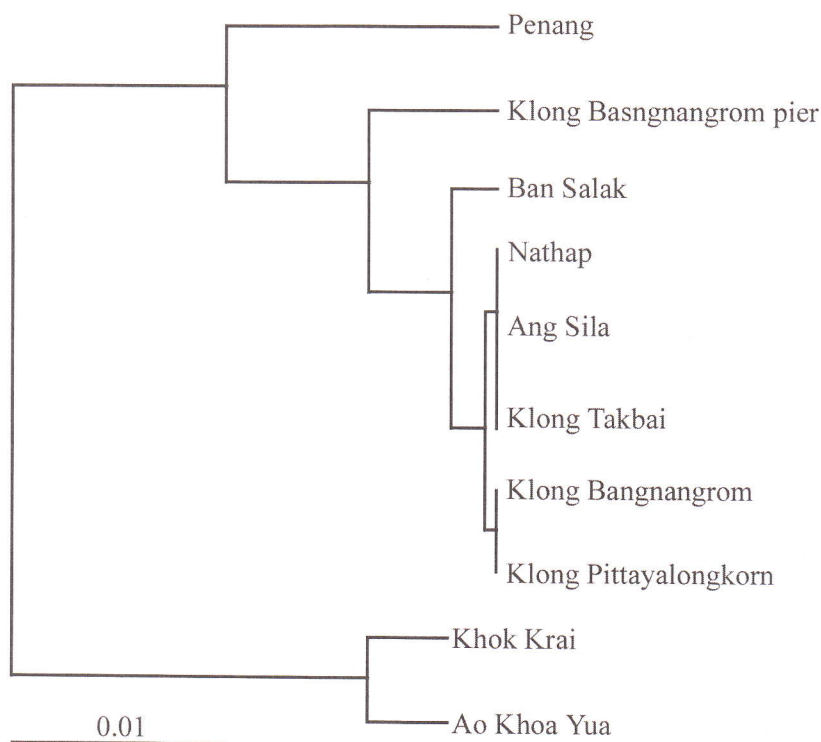 Penang
Klong Basngnangrom pier
Ban Salak
Nathap
Ang Sila
Klong Takbai
Klong Bangnangrom
Klong Pittayalongkorn
Khok Krai
Ao Khoa Yua
0.01